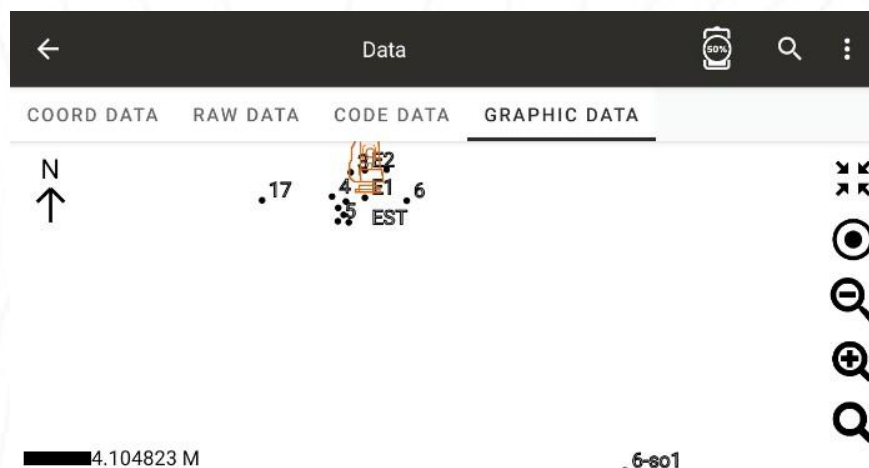 Data
50%
COORD DATA RAW DATA CODE DATA GRAPHIC DATA
N
3 E2
17 4 E1 6
5 EST
4.104823 M
6-so1